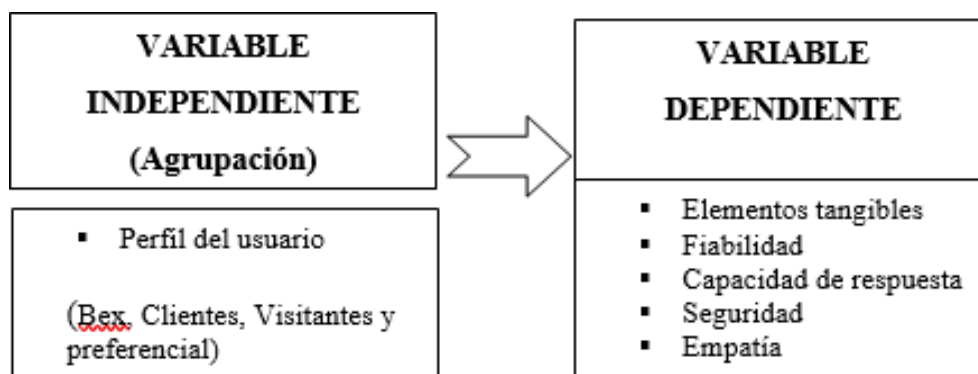 VARIABLE
INDEPENDIENTE
(Agrupación)
▪ Perfil del usuario
(Bex, Clientes, Visitantes y
preferencial)
VARIABLE
DEPENDIENTE
▪ Elementos tangibles
▪ Fiabilidad
▪ Capacidad de respuesta
▪ Seguridad
▪ Empatía